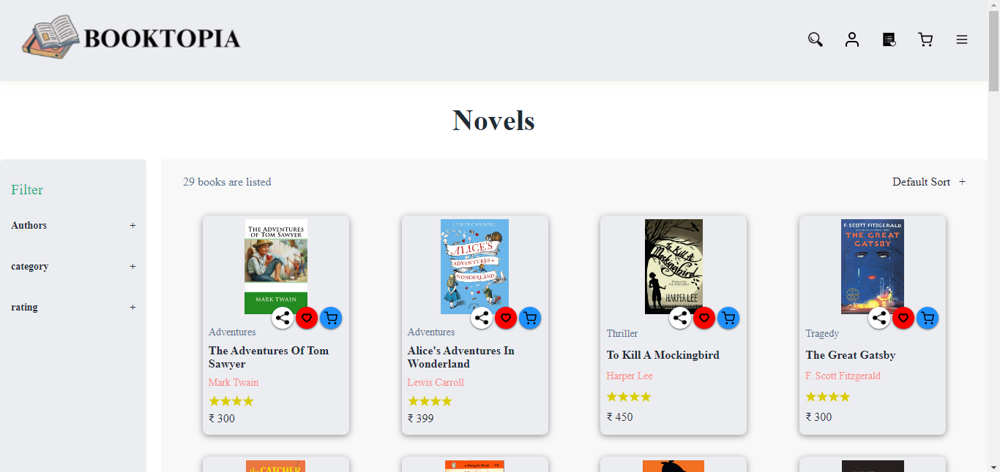 BOOKTOPIA
Novels
Filter
Authors +
category +
rating +
29 books are listed
Default Sort +
THE ADVENTURES
OF TOM SAWYER
MARK TWAIN
Adventures
The Adventures Of Tom
Sawyer
Mark Twain
₹ 300
LEWIS CARROLL
ALICE'S
ADVENTURES in
WONDERLAND
Adventures
Alice's Adventures In
Wonderland
Lewis Carroll
₹ 399
To Kill A
Mockingbird
HARPER LEE
Thriller
To Kill A Mockingbird
Harper Lee
₹ 450
F. SCOTT FITZGERALD
THE GREAT
GATSBY
Tragedy
The Great Gatsby
F. Scott Fitzgerald
₹ 300
the CATCHER
a Penguin Book